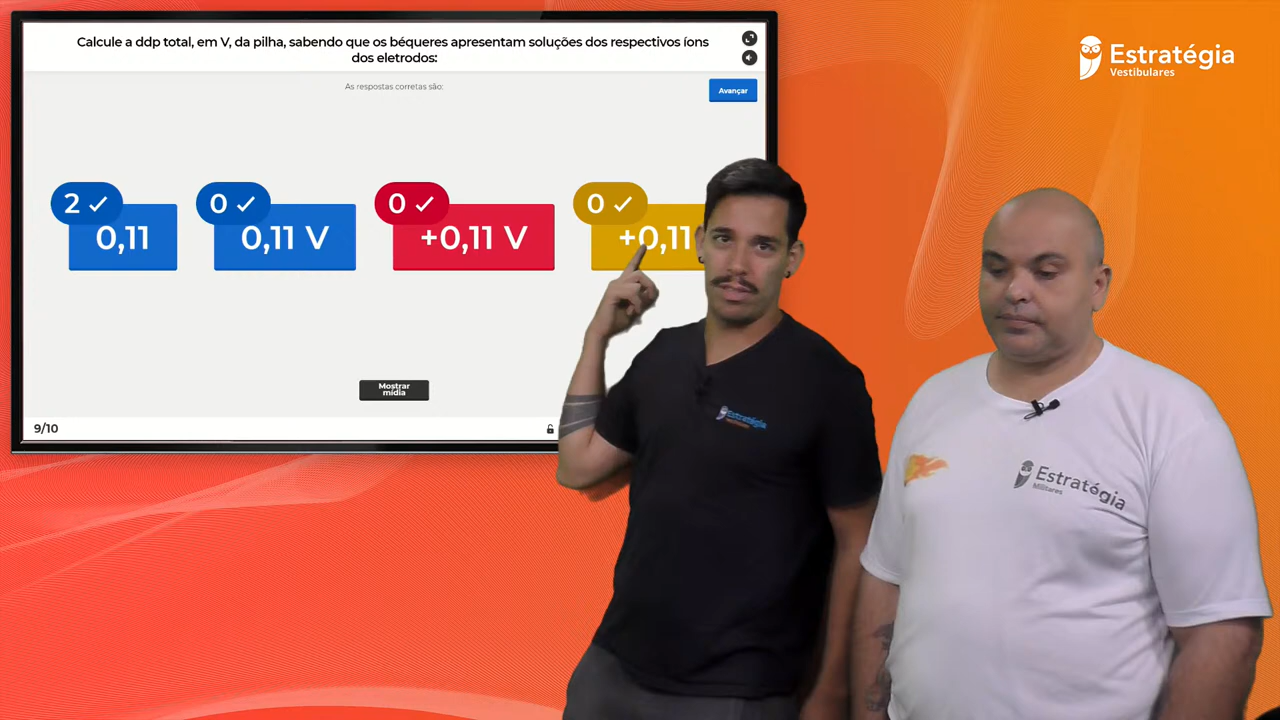 Calcule a ddp total, em V, da pilha, sabendo que os béqueres apresentam soluções dos respectivos íons
dos eletrodos:
As respostas corretas são:
Avançar
2
0
0
0
0,11
0,11 V
+0,11 V
+0,11
Mostrar
mídia
9/10
Estratégia
Vestibulares
Estratégia
Vestibulares
Estratégia
Militares